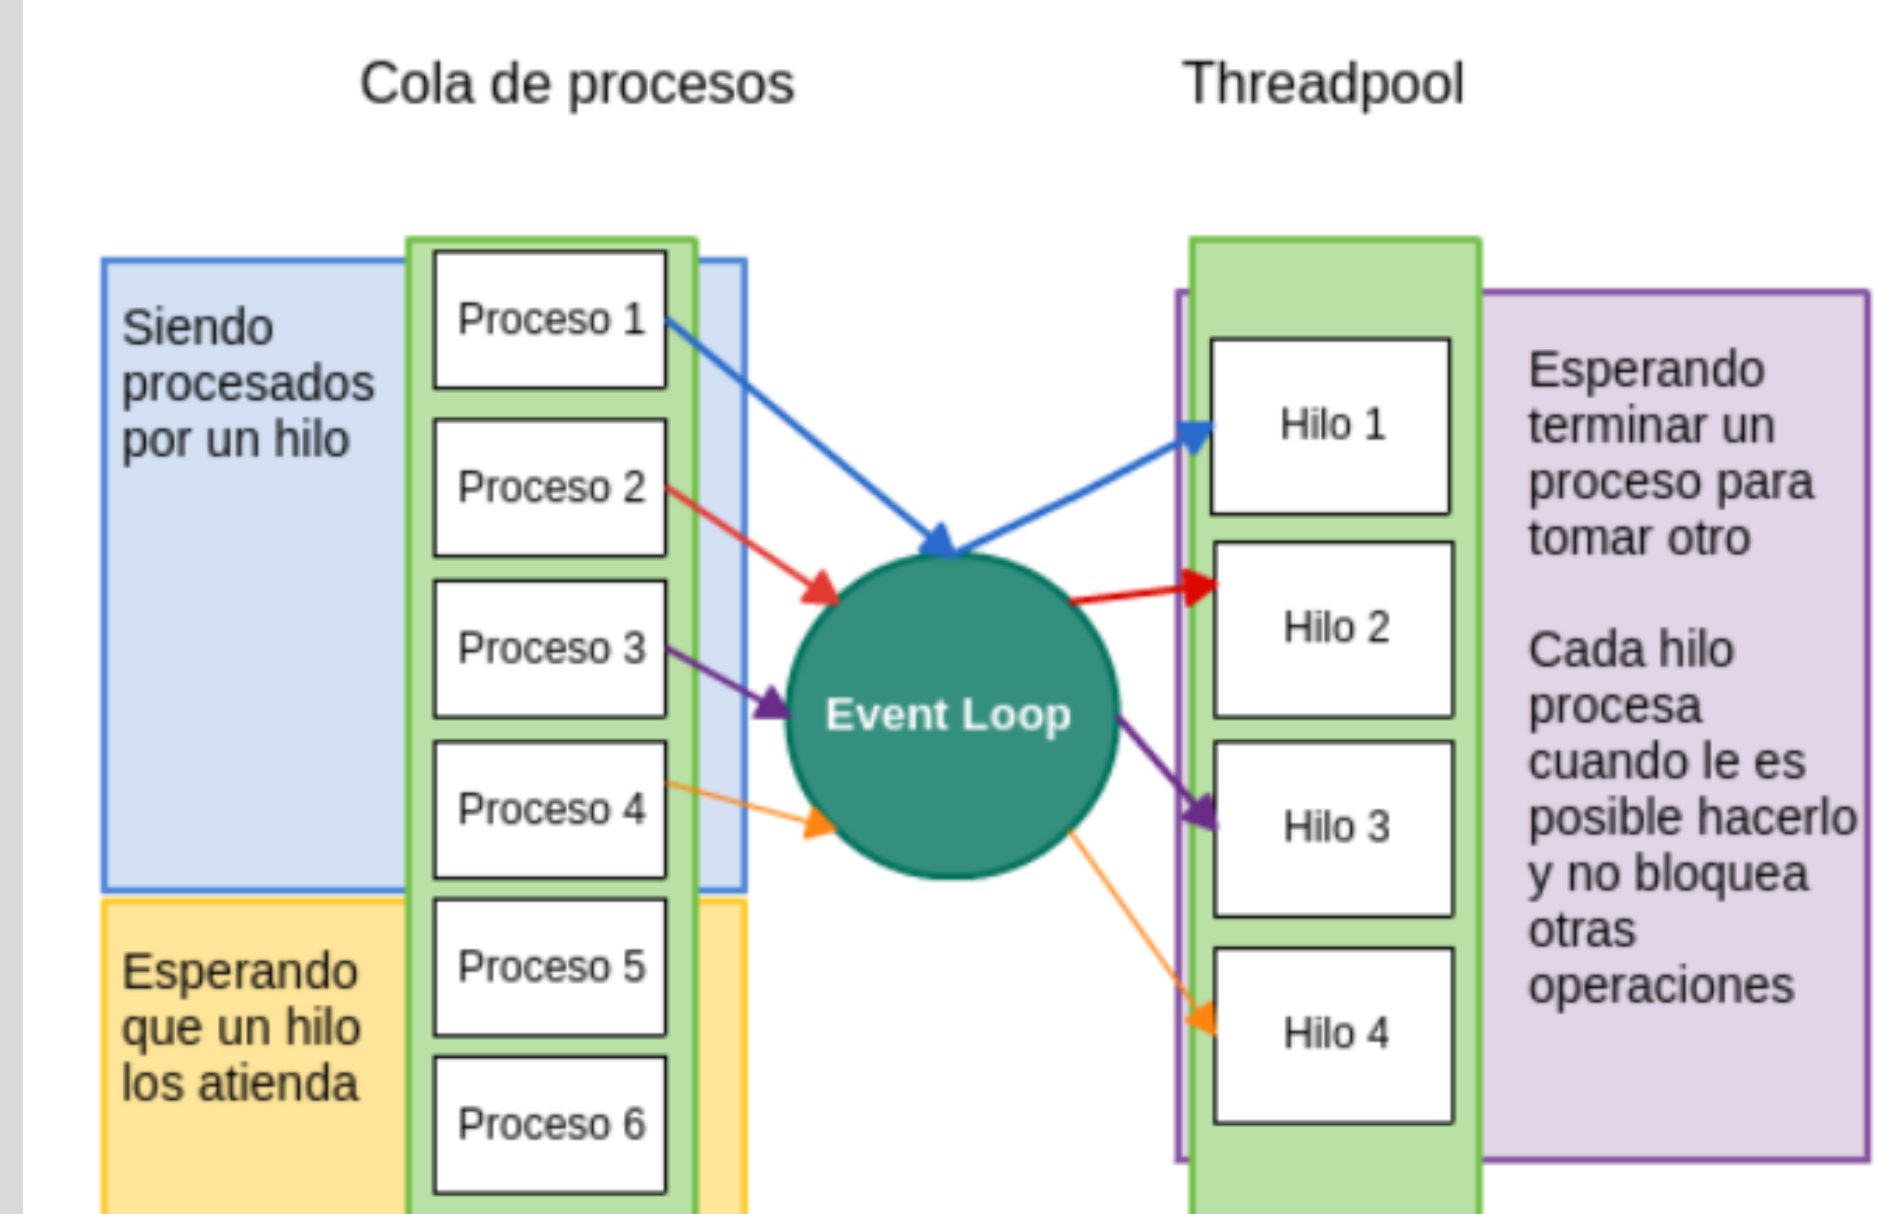 Cola de procesos
Threadpool
Siendo
procesados
por un hilo
Esperando
que un hilo
los atienda
Proceso 1
Proceso 2
Proceso 3
Proceso 4
Proceso 5
Proceso 6
Event Loop
Hilo 1
Hilo 2
Hilo 3
Hilo 4
Esperando
terminar un
proceso para
tomar otro
Cada hilo
procesa
cuando le es
posible hacerlo
y no bloquea
otras
operaciones